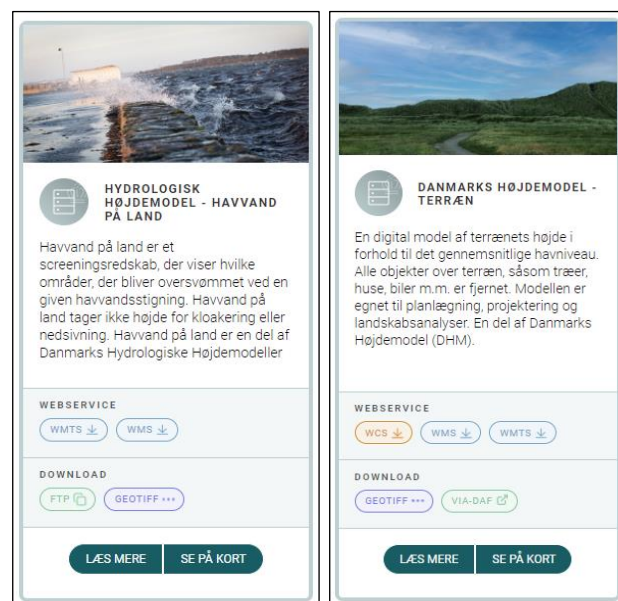 HYDROLOGISK
HØJDEMODEL - HAVVAND
PÅ LAND
Havvand på land er et
screeningsredskab, der viser hvilke
områder, der bliver oversvømmet ved en
given havvandsstigning. Havvand på
land tager ikke højde for kloakering eller
nedsivning. Havvand på land er en del af
Danmarks Hydrologiske Højdemodeller
WEBSERVICE
WMTS WMS
DOWNLOAD
FTP GEOTIFF
LÆS MERE SE PÅ KORT
DANMARKS HØJDEMODEL -
TERRÆN
En digital model af terrænets højde i
forhold til det gennemsnitlige havniveau.
Alle objekter over terræn, såsom træer,
huse, biler m.m. er fjernet. Modellen er
egnet til planlægning, projektering og
landskabsanalyser. En del af Danmarks
Højdemodel (DHM).
WEBSERVICE
WCS WMS WMTS
DOWNLOAD
GEOTIFF VIA-DAF
LÆS MERE SE PÅ KORT